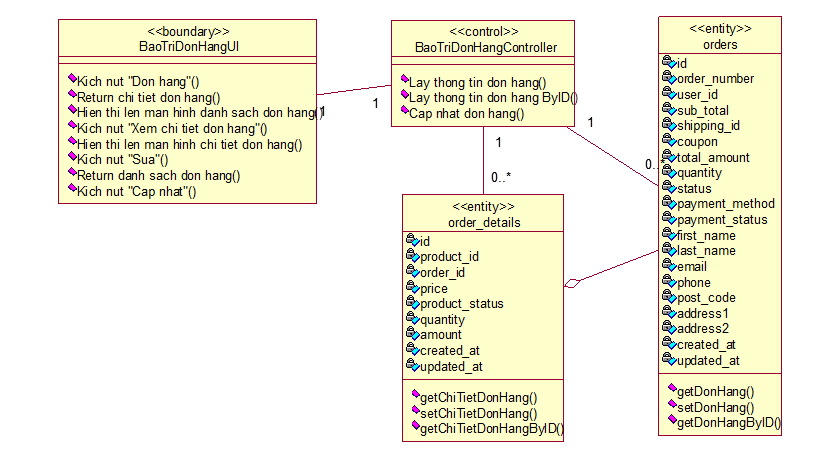 <<boundary>>
BaoTriDonHangUI
Kich nut "Don hang"()
Return chi tiet don hang()
Hien thi len man hinh danh sach don hang()
Kich nut "Xem chi tiet don hang"()
Hien thi len man hinh chi tiet don hang()
Kich nut "Sua"()
Return danh sach don hang()
Kich nut "Cap nhat"()
1
1
<<control>>
BaoTriDonHangController
Lay thong tin don hang()
Lay thong tin don hang ByID()
Cap nhat don hang()
1
0..*
1
0..*
<<entity>>
order_details
id
product_id
order_id
price
product_status
quantity
amount
created_at
updated_at
getChiTietDonHang()
setChiTietDonHang()
getChiTietDonHangByID()
<<entity>>
orders
id
order_number
user_id
sub_total
shipping_id
coupon
total_amount
quantity
status
payment_method
payment_status
first_name
last_name
email
phone
post_code
address1
address2
created_at
updated_at
getDonHang()
setDonHang()
getDonHangByID()